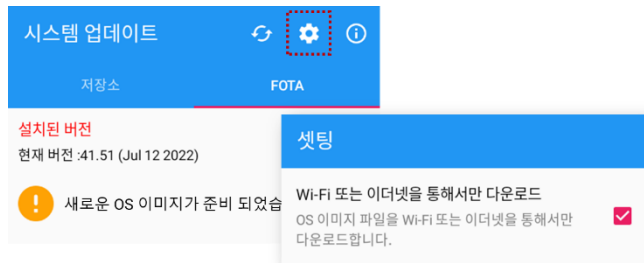 시스템 업데이트
저장소
FOTA
설치된 버전
현재 버전 :41.51 (Jul 12 2022)
새로운 OS 이미지가 준비 되었습
셋팅
Wi-Fi 또는 이더넷을 통해서만 다운로드
OS 이미지 파일을 Wi-Fi 또는 이더넷을 통해서만
다운로드합니다.